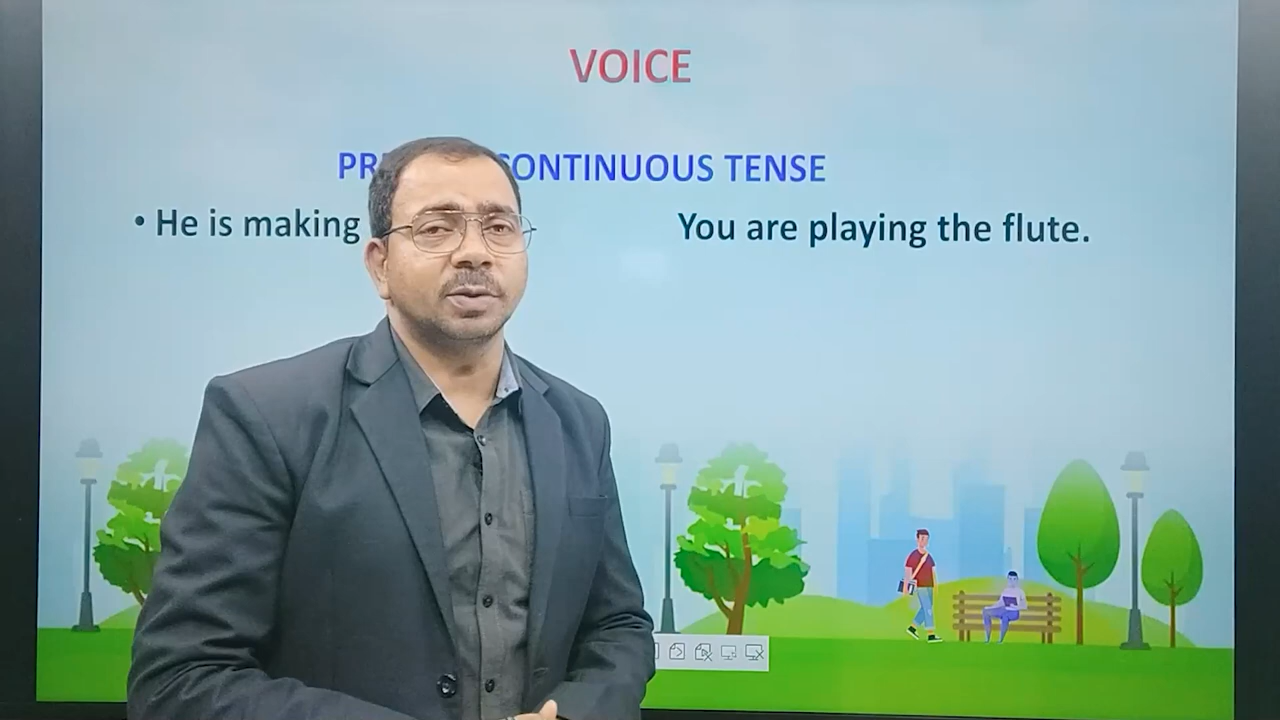 VOICE
CONTINUOUS TENSE
• He is making
You are playing the flute.